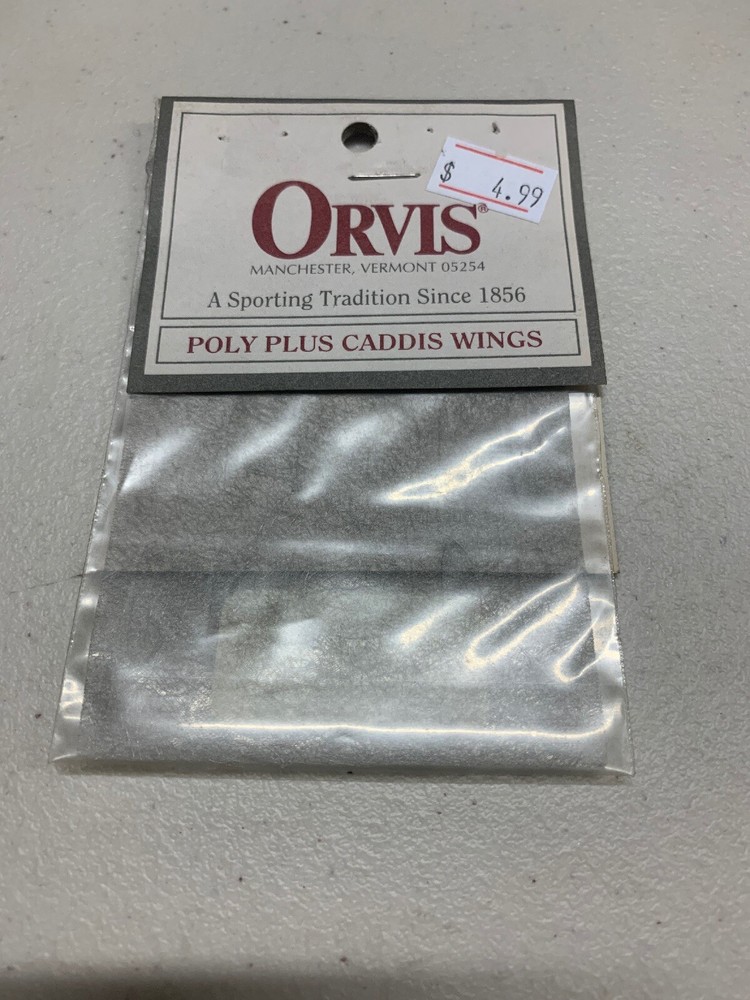 $ 4.99
ORVIS®
MANCHESTER, VERMONT 05254
A Sporting Tradition Since 1856
POLY PLUS CADDIS WINGS